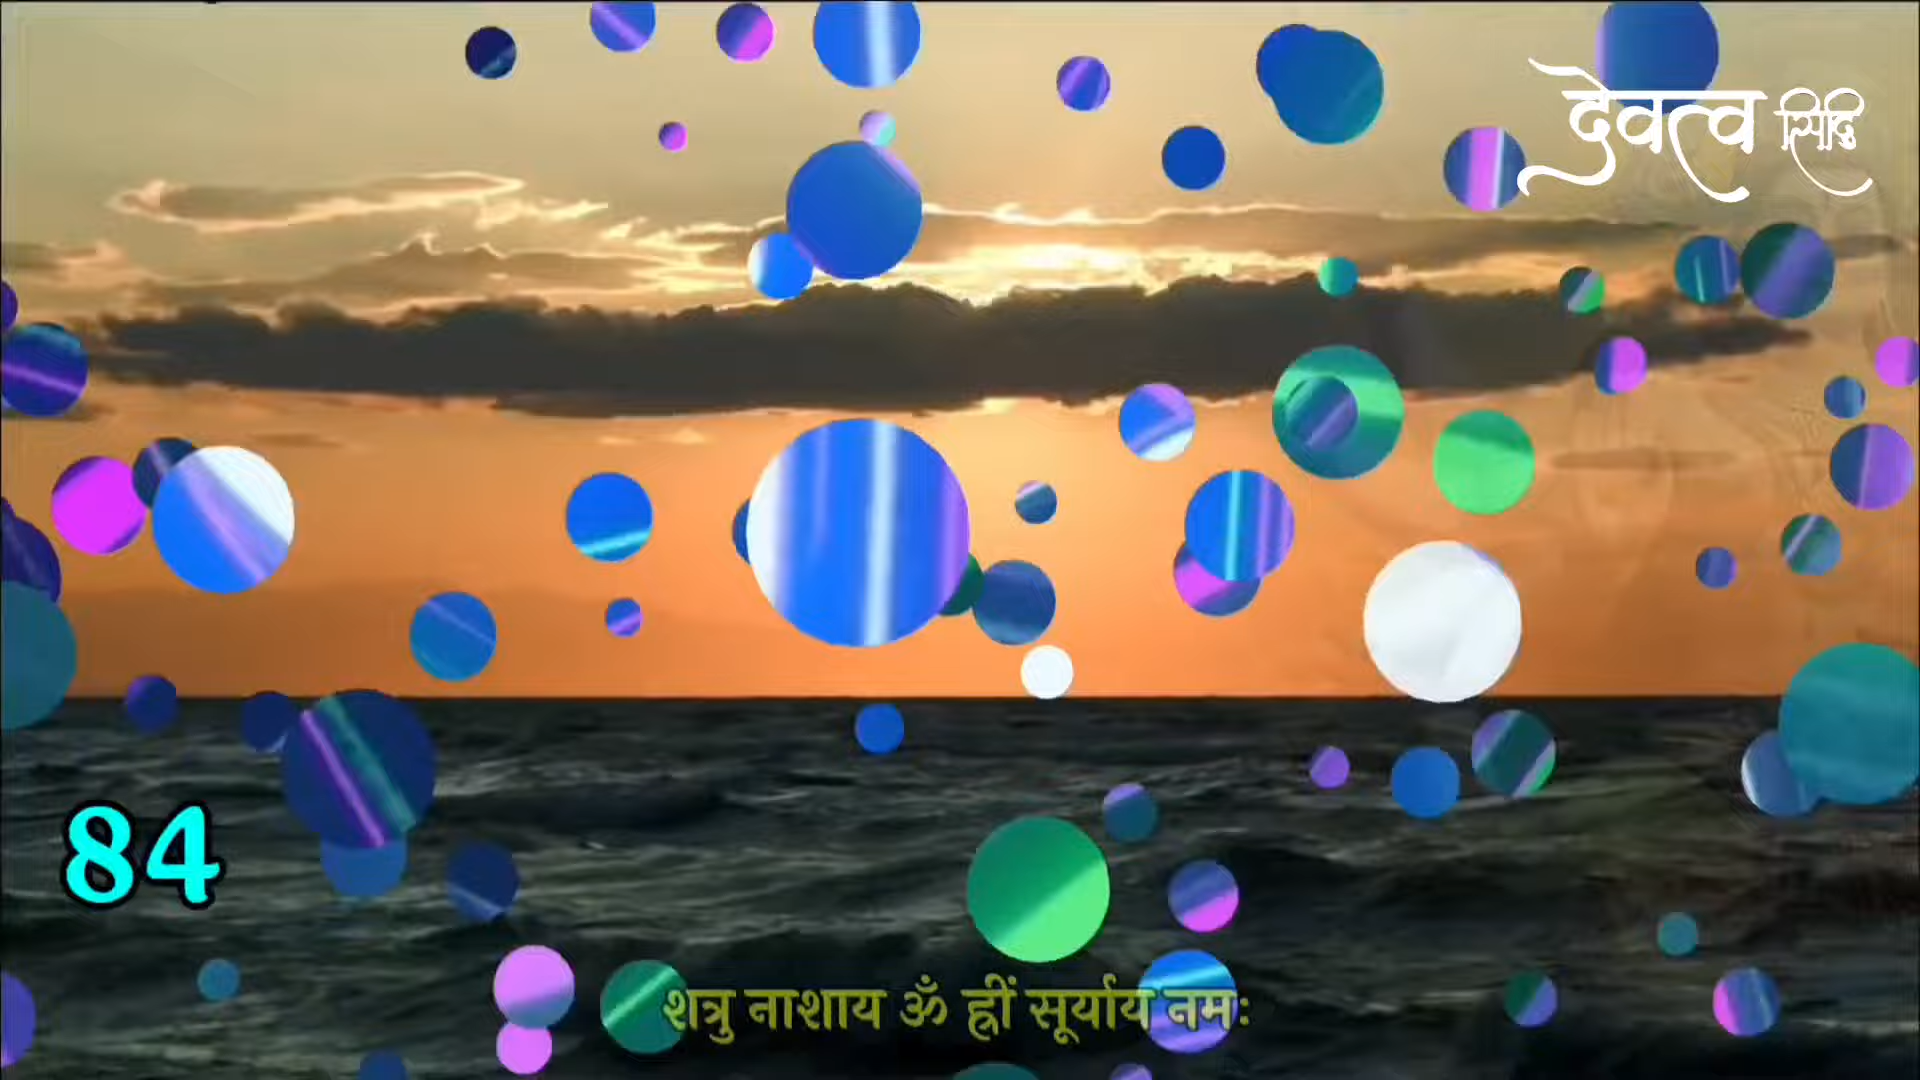 देवत्व सिद्धि
84
शत्रु नाशाय ॐ ह्रीं सूर्याय नमः